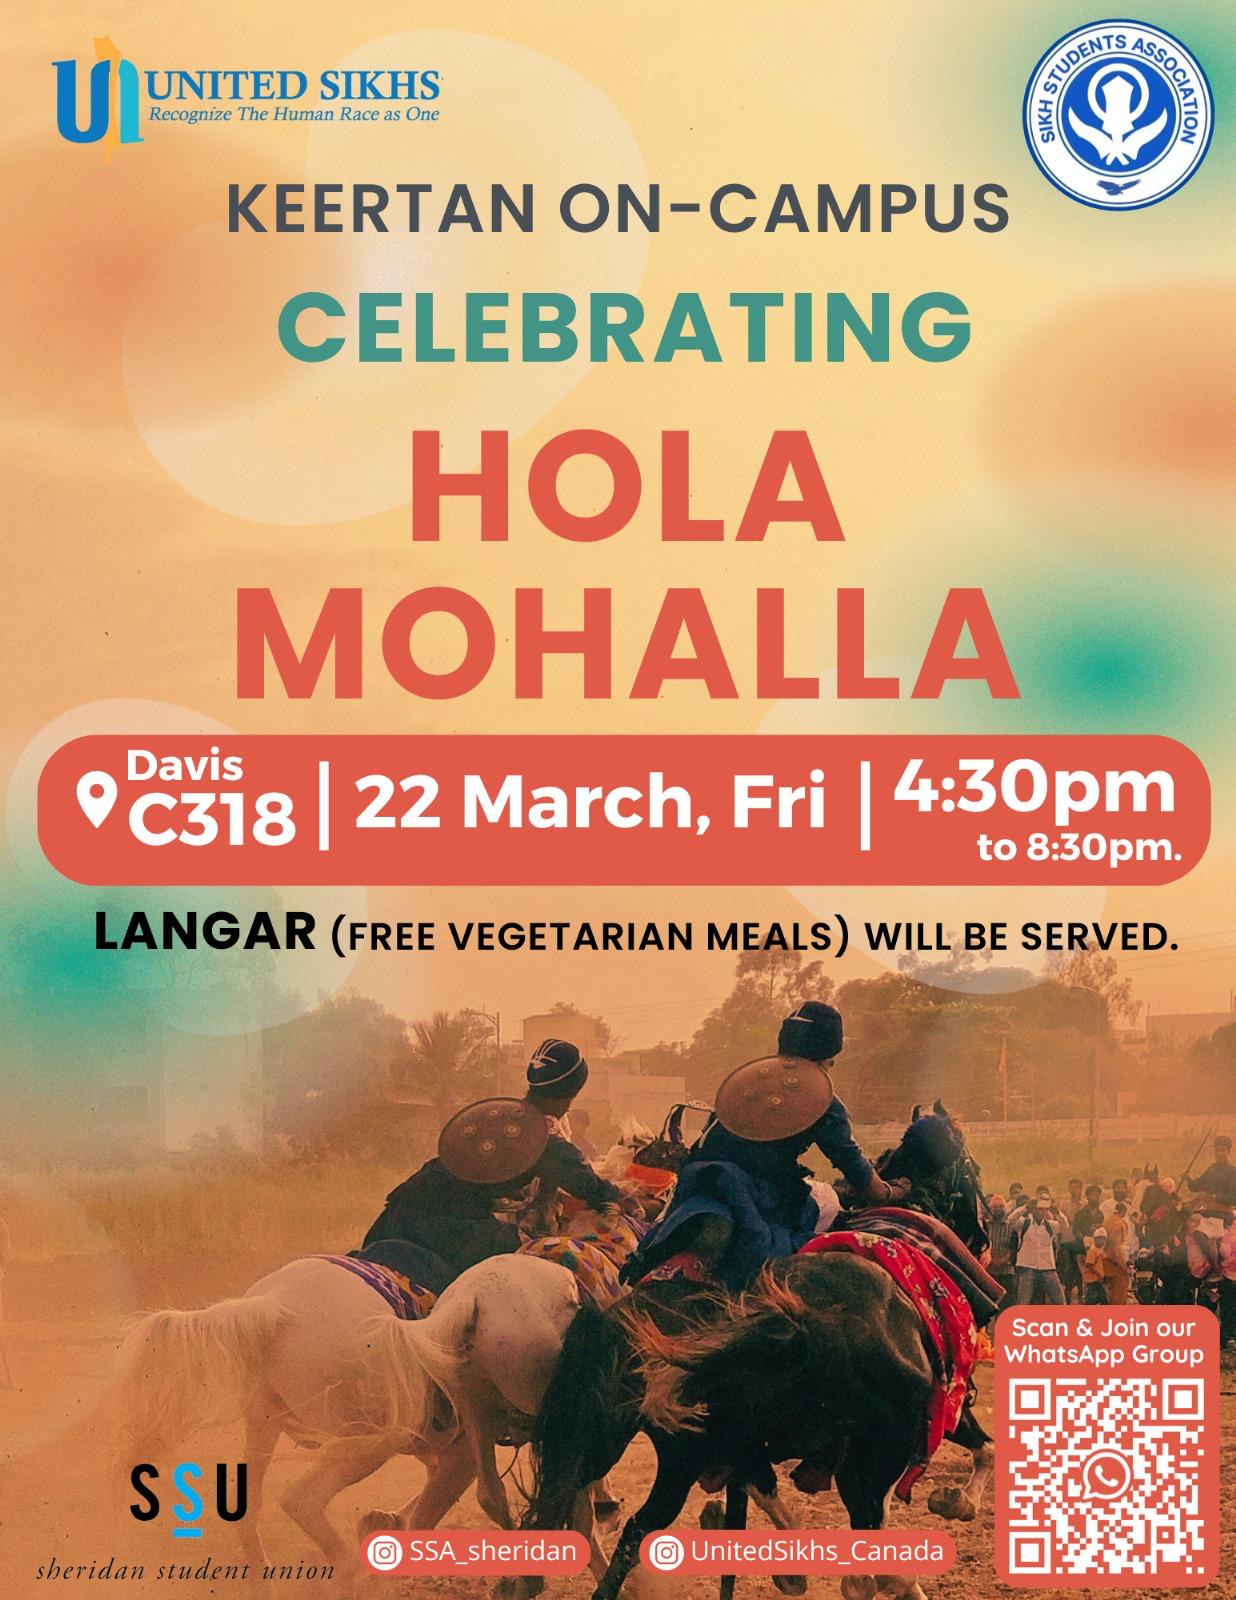 UNITED SIKHS
Recognize The Human Race as One
SIKH STUDENTS ASSOCIATION
KEERTAN ON-CAMPUS
CELEBRATING
HOLA
MOHALLA
Davis
C318
22 March, Fri
4:30pm
to 8:30pm.
LANGAR (FREE VEGETARIAN MEALS) WILL BE SERVED.
Scan & Join our
WhatsApp Group
SSU
sheridan student union
SSA_sheridan
UnitedSikhs_Canada